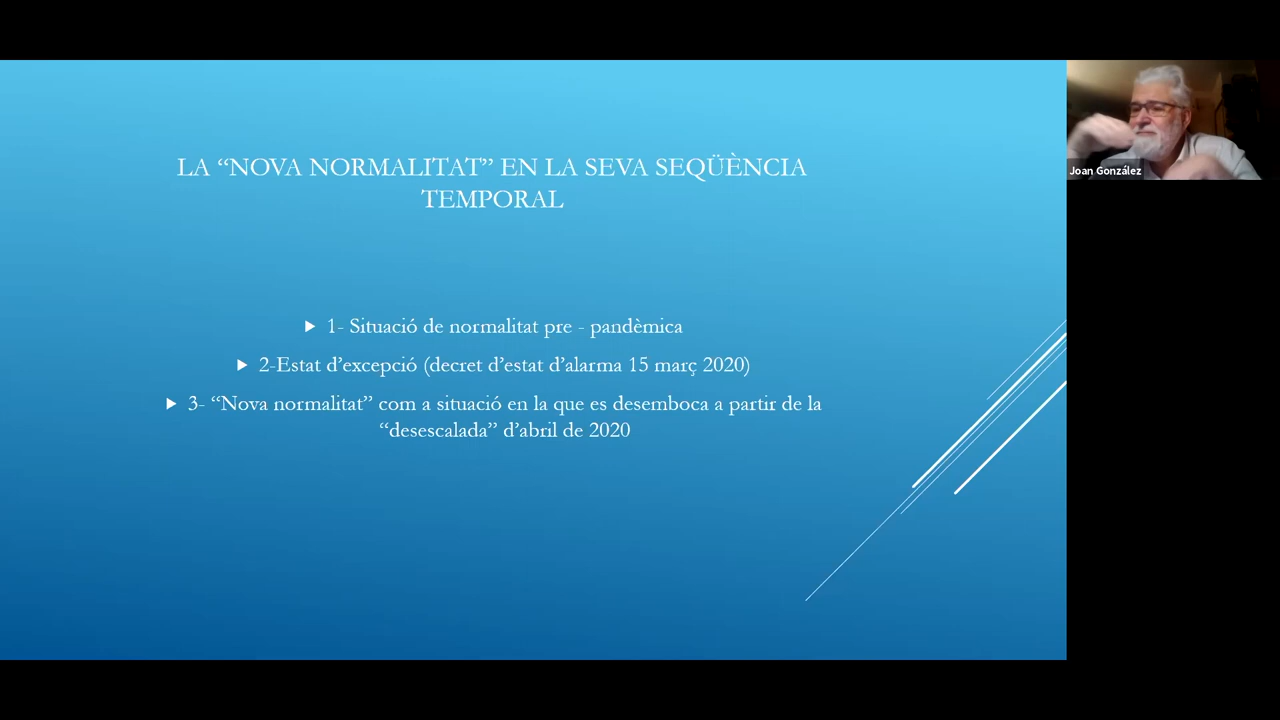 LA “NOVA NORMALITAT” EN LA SEVA SEQÜÈNCIA
TEMPORAL
1- Situació de normalitat pre - pandèmica
2-Estat d’excepció (decret d’estat d’alarma 15 març 2020)
3- “Nova normalitat” com a situació en la que es desemboca a partir de la
“desescalada” d’abril de 2020
Joan González